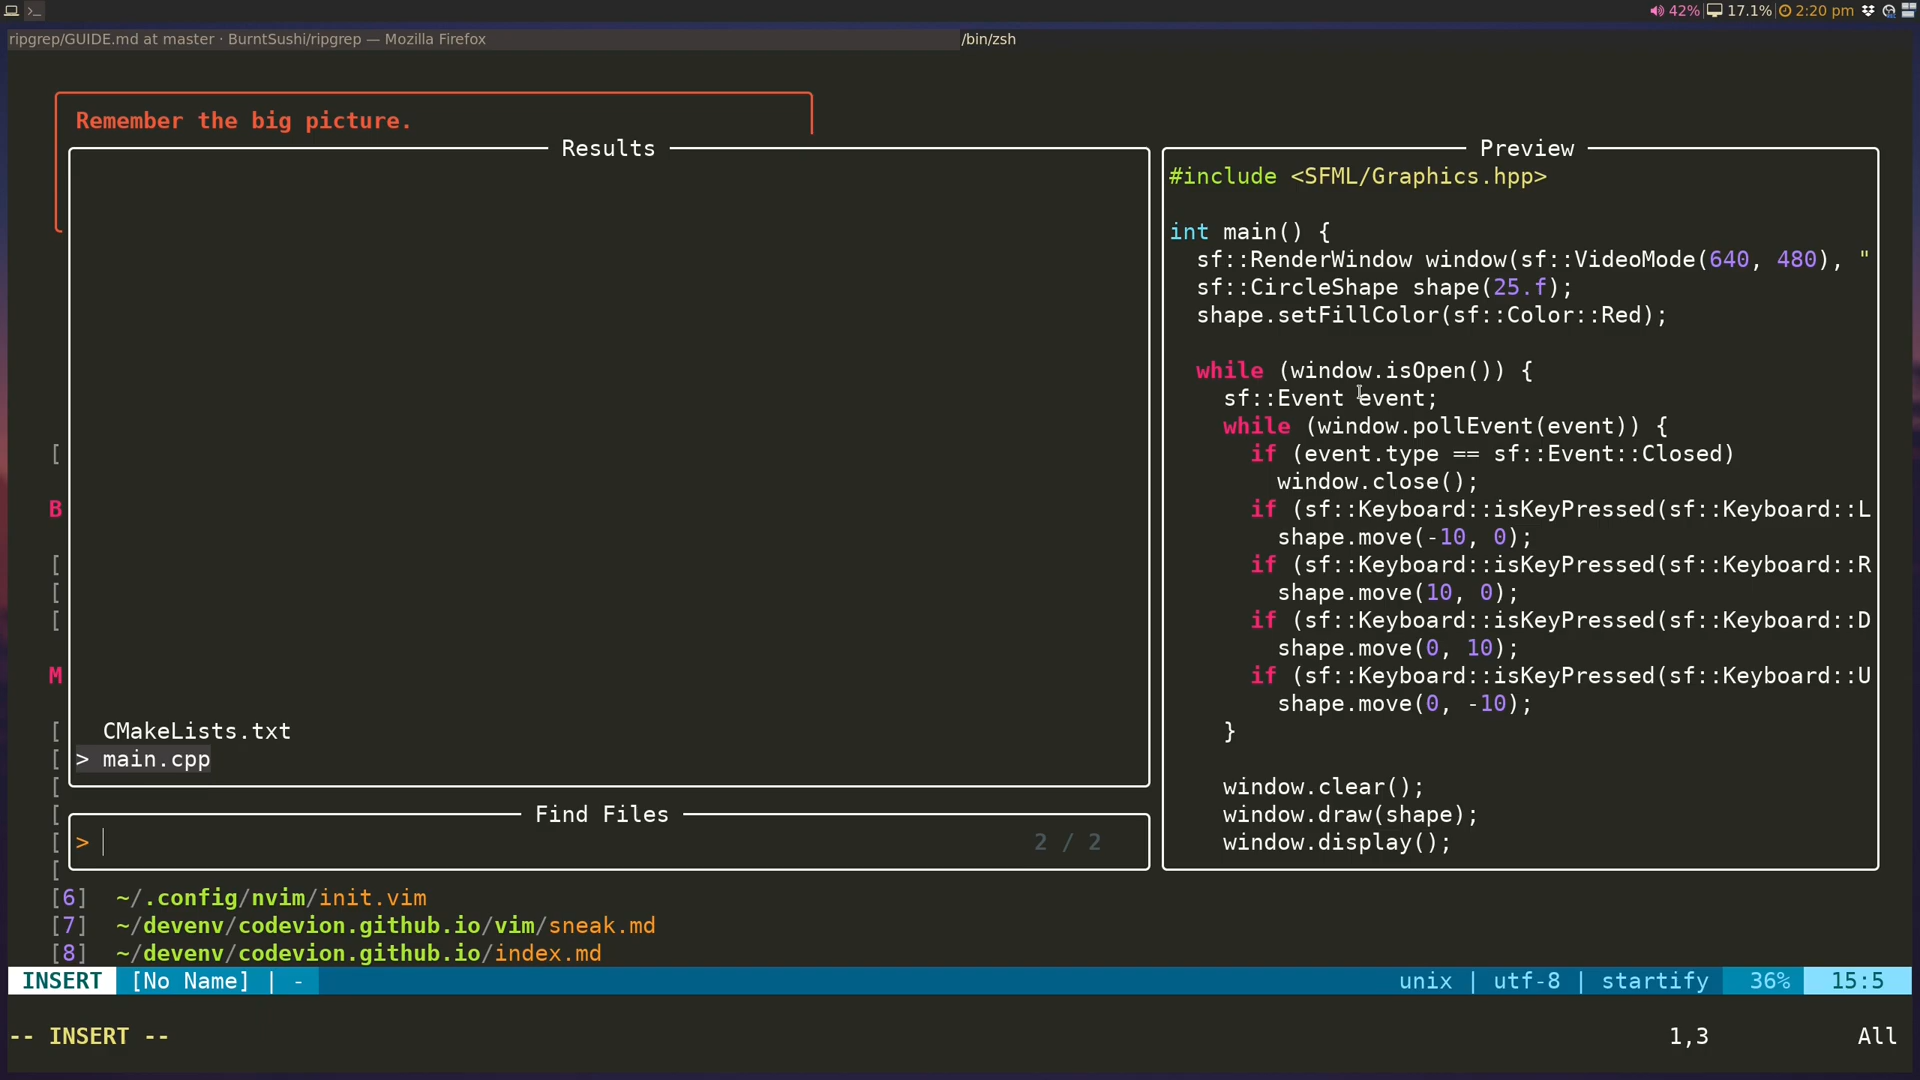 42% 17.1% 2:20 pm
ripgrep/GUIDE.md at master · BurntSushi/ripgrep — Mozilla Firefox
/bin/zsh
Remember the big picture.
Results
CMakeLists.txt
> main.cpp
Find Files
> 2 / 2
Preview
#include <SFML/Graphics.hpp>
int main() {
sf::RenderWindow window(sf::VideoMode(640, 480), "
sf::CircleShape shape(25.f);
shape.setFillColor(sf::Color::Red);
while (window.isOpen()) {
sf::Event event;
while (window.pollEvent(event)) {
if (event.type == sf::Event::Closed)
window.close();
if (sf::Keyboard::isKeyPressed(sf::Keyboard::L
shape.move(-10, 0);
if (sf::Keyboard::isKeyPressed(sf::Keyboard::R
shape.move(10, 0);
if (sf::Keyboard::isKeyPressed(sf::Keyboard::D
shape.move(0, 10);
if (sf::Keyboard::isKeyPressed(sf::Keyboard::U
shape.move(0, -10);
}
window.clear();
window.draw(shape);
window.display();
[
B
[
[
[
M
[
[
[
[
[
[
[6] ~/.config/nvim/init.vim
[7] ~/devenv/codevion.github.io/vim/sneak.md
[8] ~/devenv/codevion.github.io/index.md
INSERT [No Name] | - unix | utf-8 | startify 36% 15:5
-- INSERT -- 1,3 All